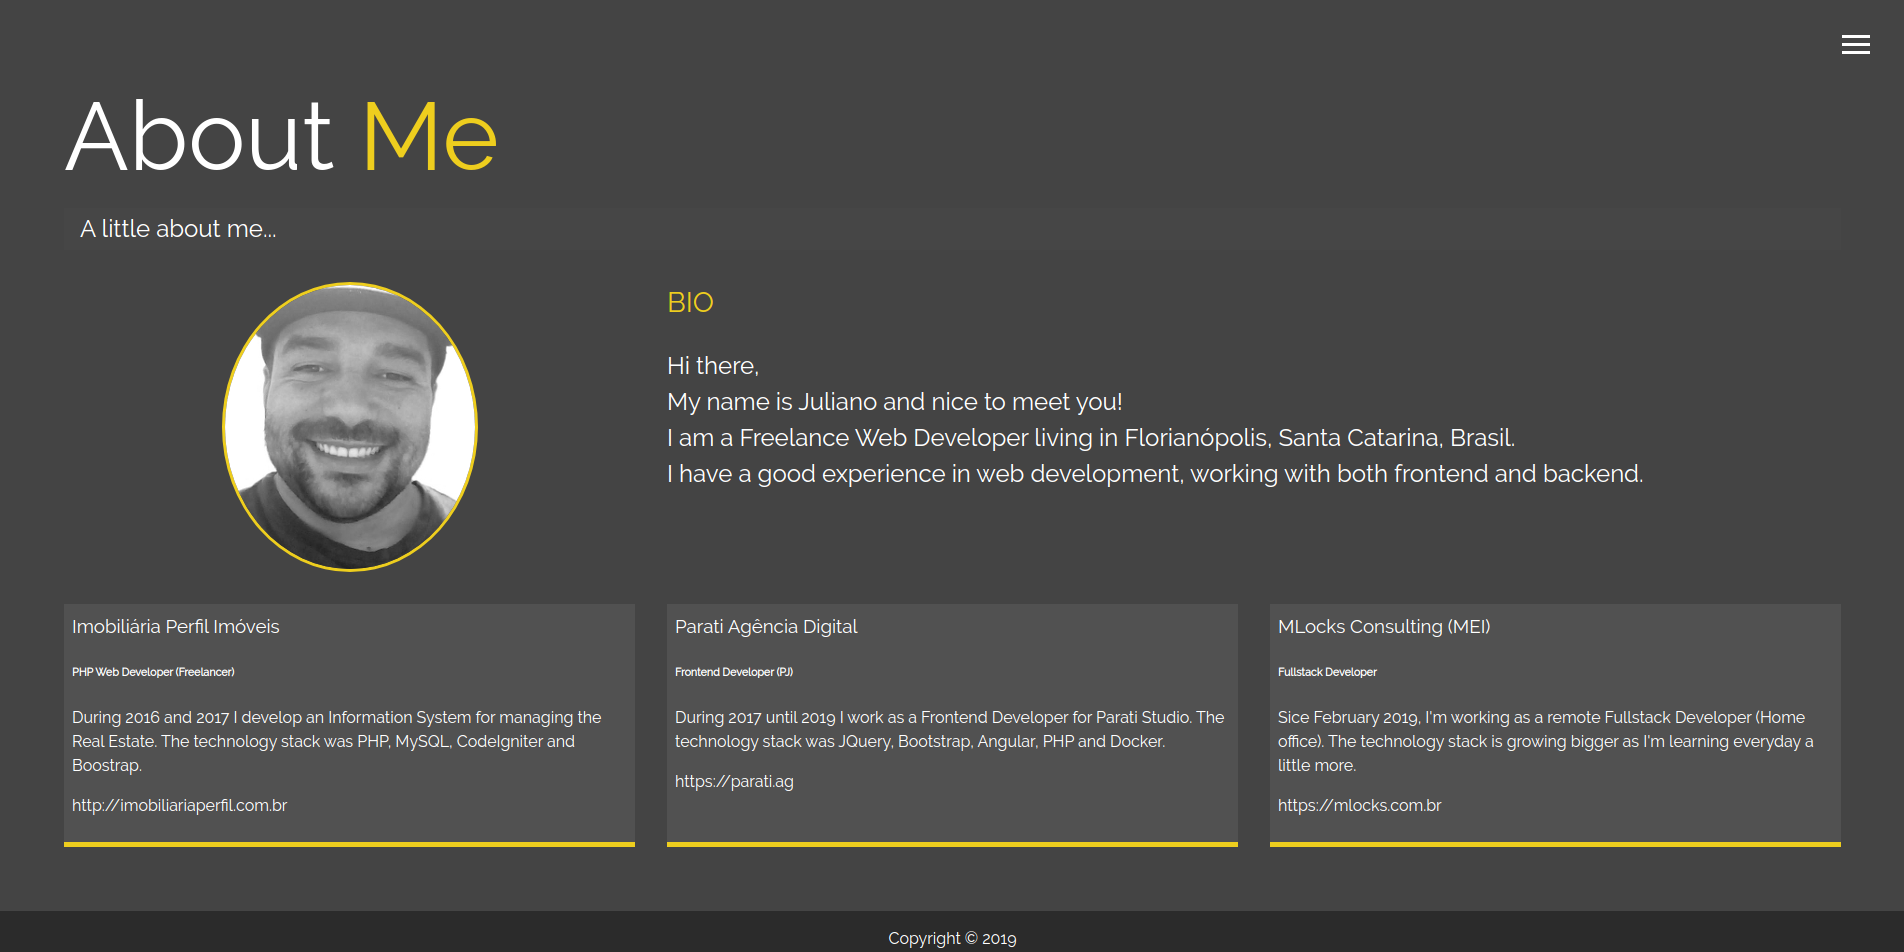 About Me
A little about me...
BIO
Hi there,
My name is Juliano and nice to meet you!
I am a Freelance Web Developer living in Florianópolis, Santa Catarina, Brasil.
I have a good experience in web development, working with both frontend and backend.
Imobiliária Perfil Imóveis
PHP Web Developer (Freelancer)
During 2016 and 2017 I develop an Information System for managing the
Real Estate. The technology stack was PHP, MySQL, CodeIgniter and
Boostrap.
http://imobiliariaperfil.com.br
Parati Agência Digital
Frontend Developer (PJ)
During 2017 until 2019 I work as a Frontend Developer for Parati Studio. The
technology stack was JQuery, Bootstrap, Angular, PHP and Docker.
https://parati.ag
MLocks Consulting (MEI)
Fullstack Developer
Sice February 2019, I'm working as a remote Fullstack Developer (Home
office). The technology stack is growing bigger as I'm learning everyday a
little more.
https://mlocks.com.br
Copyright © 2019